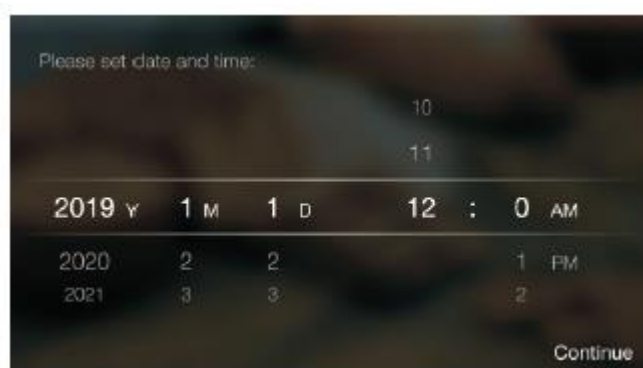 Please set date and time:
10
11
2019 Y 1 M 1 D 12 : 0 AM
2020 2 2 1 PM
2021 3 3 2
Continue